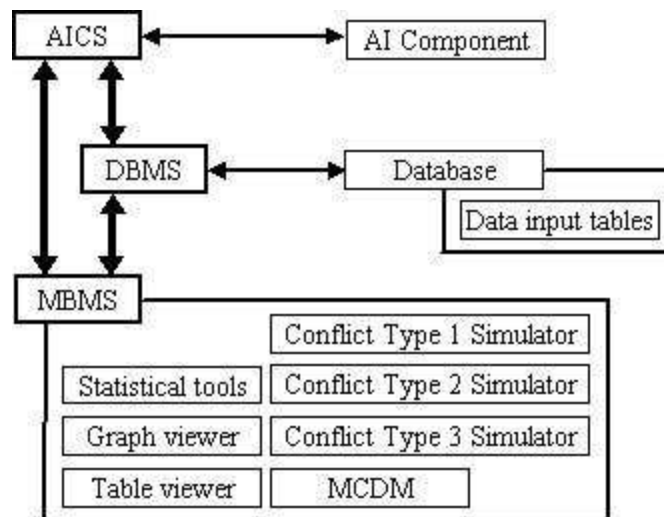 AICS
AI Component
DBMS
Database
Data input tables
MBMS
Conflict Type 1 Simulator
Statistical tools
Conflict Type 2 Simulator
Graph viewer
Conflict Type 3 Simulator
Table viewer
MCDM